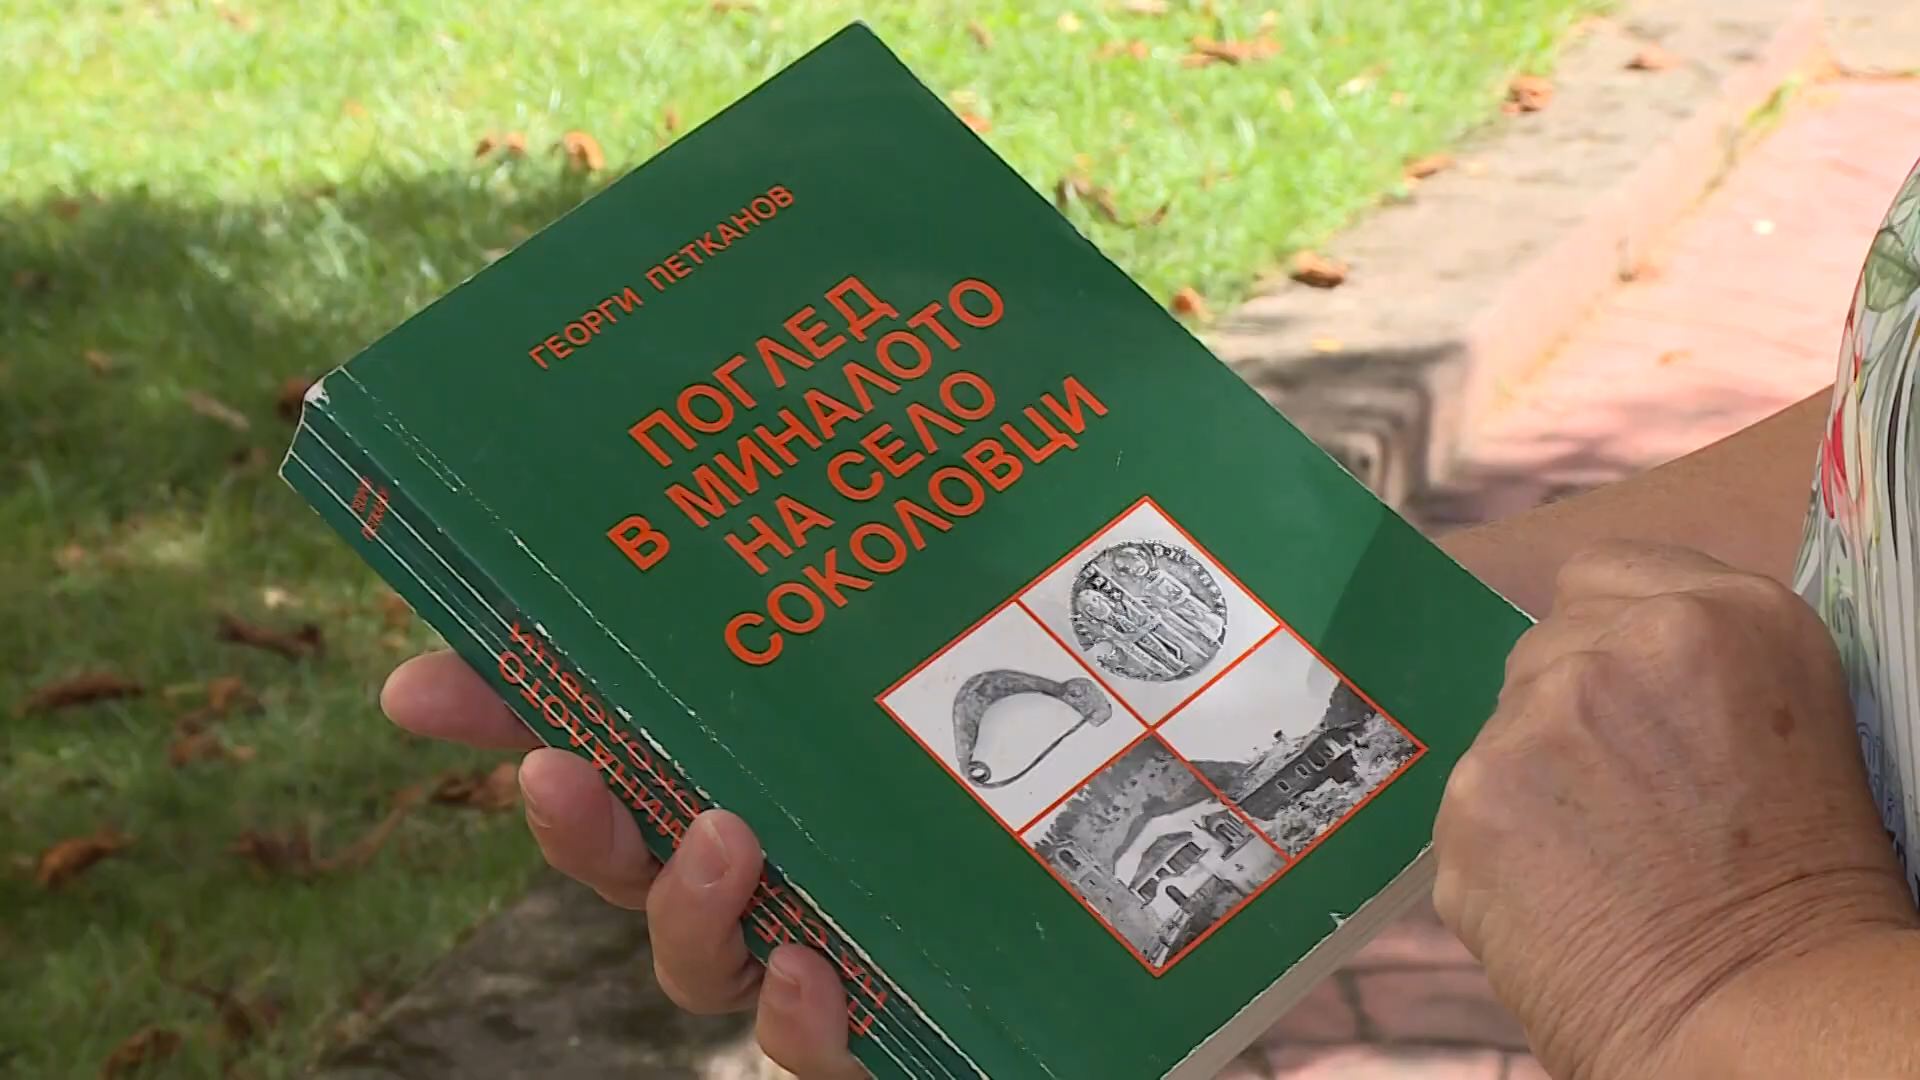 ГЕОРГИ ПЕТКАНОВ
ПОГЛЕД
В МИНАЛОТО
НА СЕЛО
СОКОЛОВЦИ